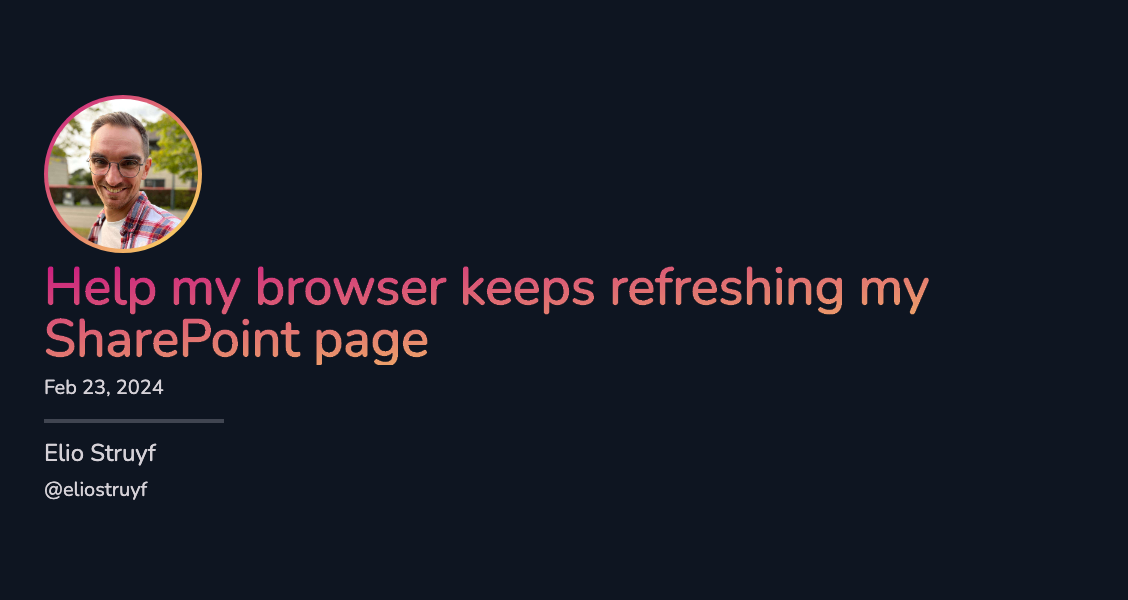 Help my browser keeps refreshing my
SharePoint page
Feb 23, 2024
Elio Struyf
@eliostruyf